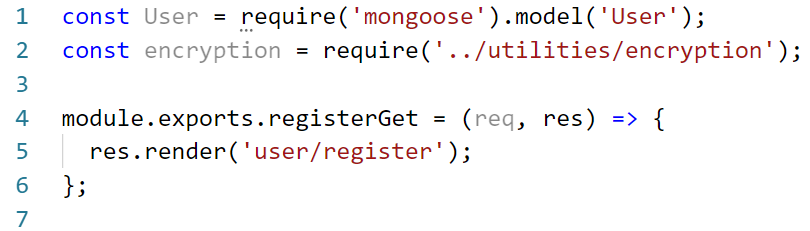 1 const User = require('mongoose').model('User');
2 const encryption = require('../utilities/encryption');
3
4 module.exports.registerGet = (req, res) => {
5   res.render('user/register');
6 };
7